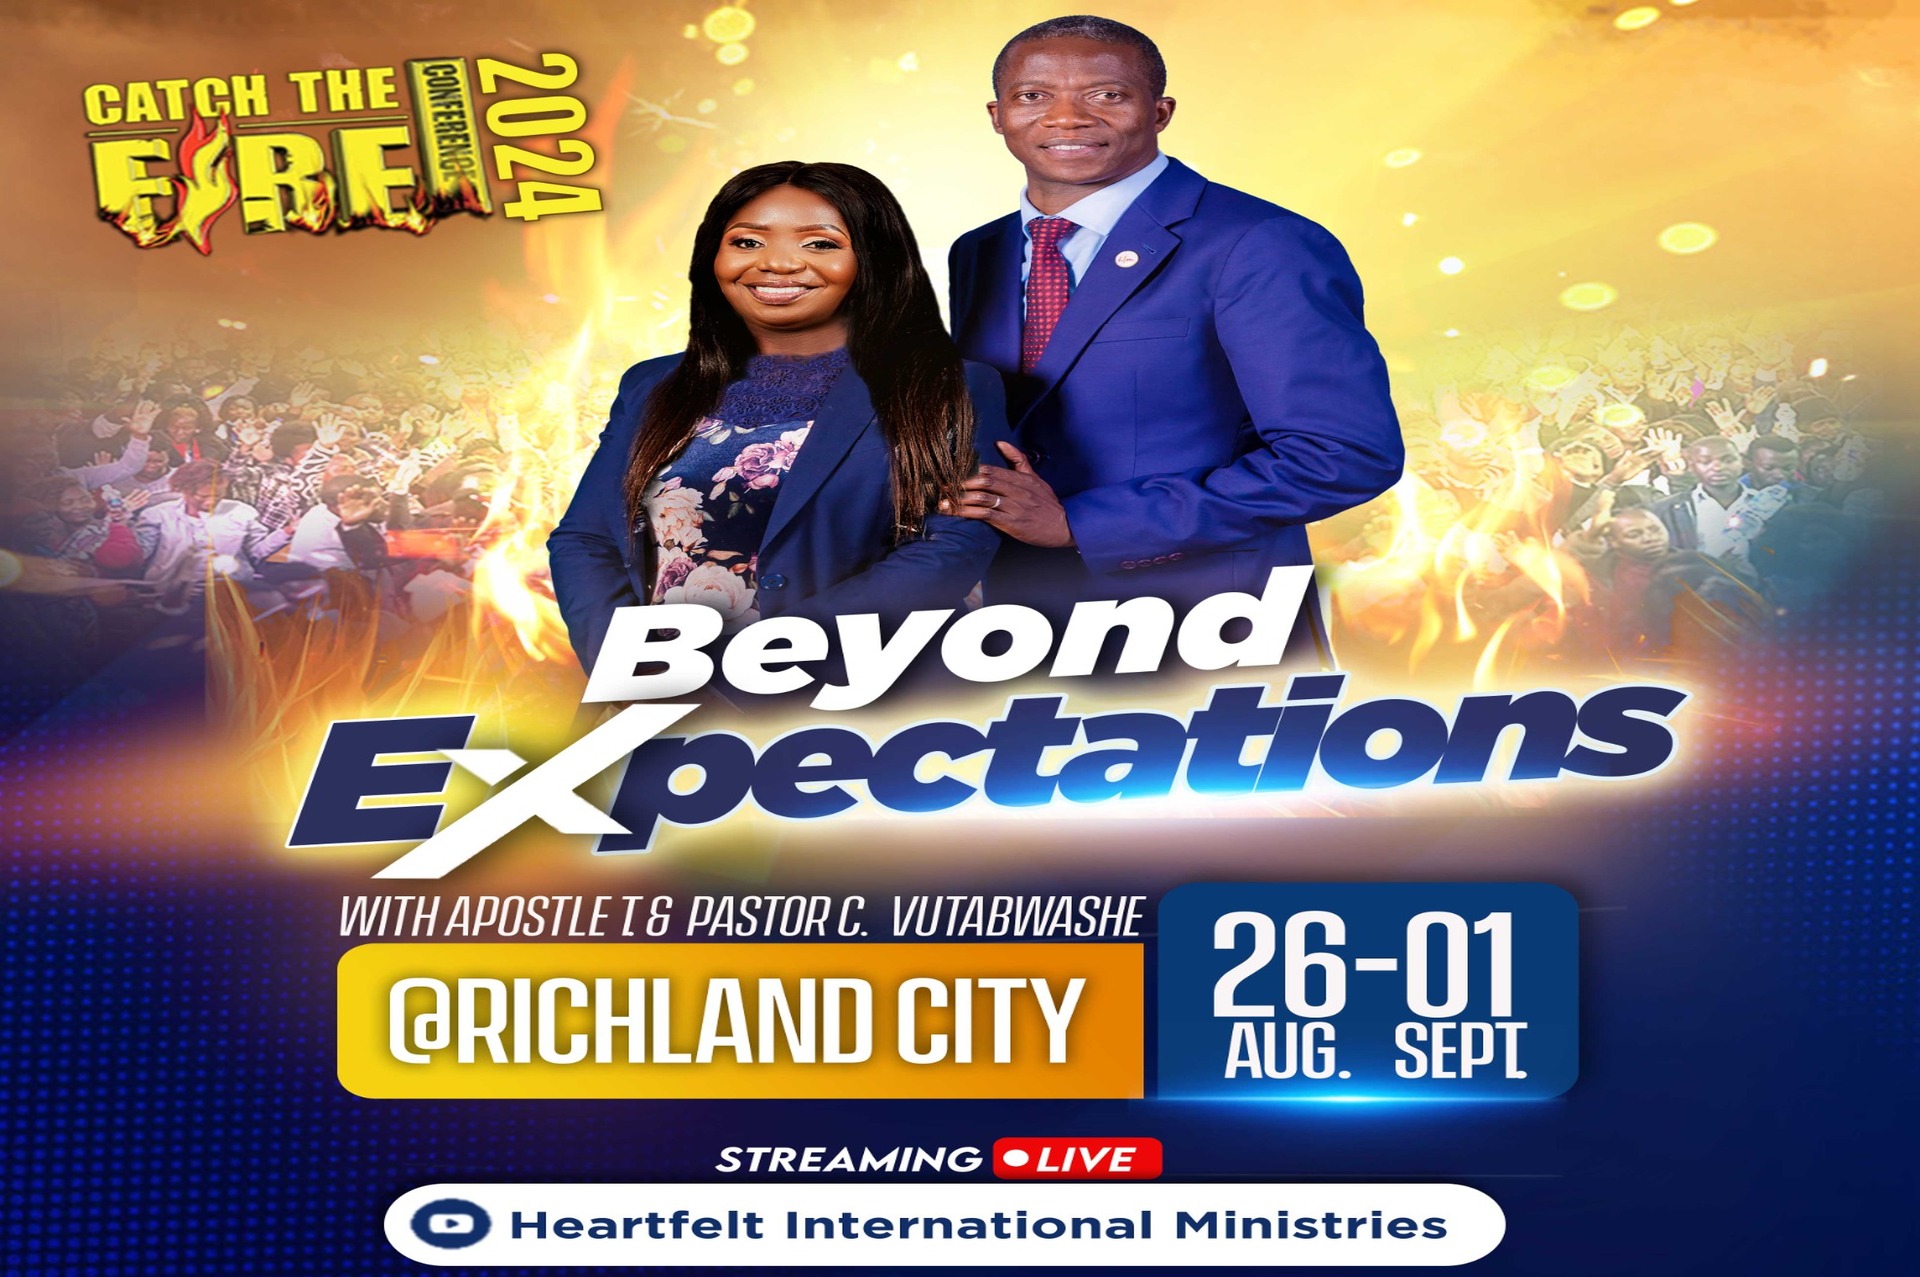 CATCH THE
FIRE
CONFERENCE
2024
Beyond
Expectations
WITH APOSTLE T. & PASTOR C. VUTABWASHE
@RICHLAND CITY
26-01
AUG. SEPT.
STREAMING LIVE
Heartfelt International Ministries